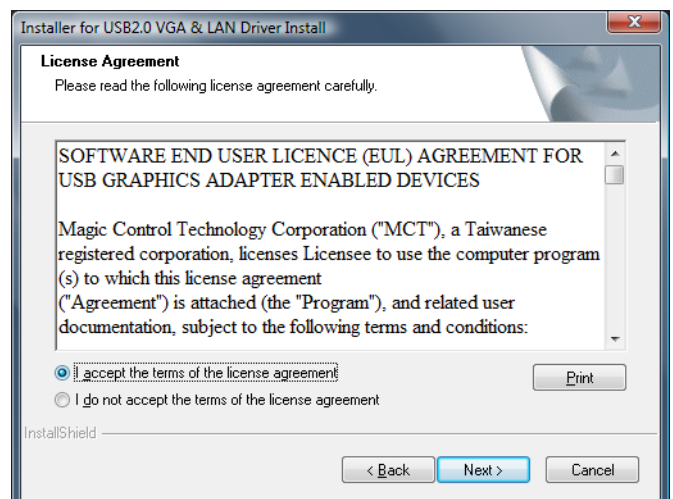 Installer for USB2.0 VGA & LAN Driver Install
License Agreement
Please read the following license agreement carefully.
SOFTWARE END USER LICENCE (EUL) AGREEMENT FOR
USB GRAPHICS ADAPTER ENABLED DEVICES
Magic Control Technology Corporation ("MCT"), a Taiwanese
registered corporation, licenses Licensee to use the computer program
(s) to which this license agreement
("Agreement") is attached (the "Program"), and related user
documentation, subject to the following terms and conditions:
I accept the terms of the license agreement
Print
I do not accept the terms of the license agreement
InstallShield
< Back Next > Cancel